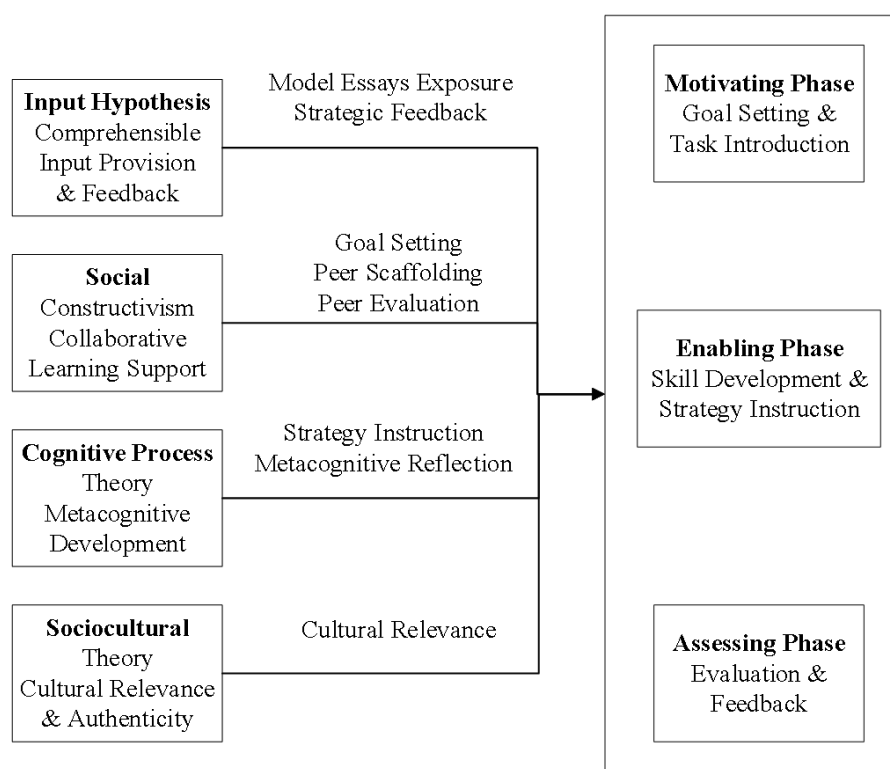 Input Hypothesis
Comprehensible
Input Provision
& Feedback
Model Essays Exposure
Strategic Feedback
Social
Constructivism
Collaborative
Learning Support
Goal Setting
Peer Scaffolding
Peer Evaluation
Cognitive Process
Theory
Metacognitive
Development
Strategy Instruction
Metacognitive Reflection
Sociocultural
Theory
Cultural Relevance
& Authenticity
Cultural Relevance
Motivating Phase
Goal Setting &
Task Introduction
Enabling Phase
Skill Development &
Strategy Instruction
Assessing Phase
Evaluation &
Feedback